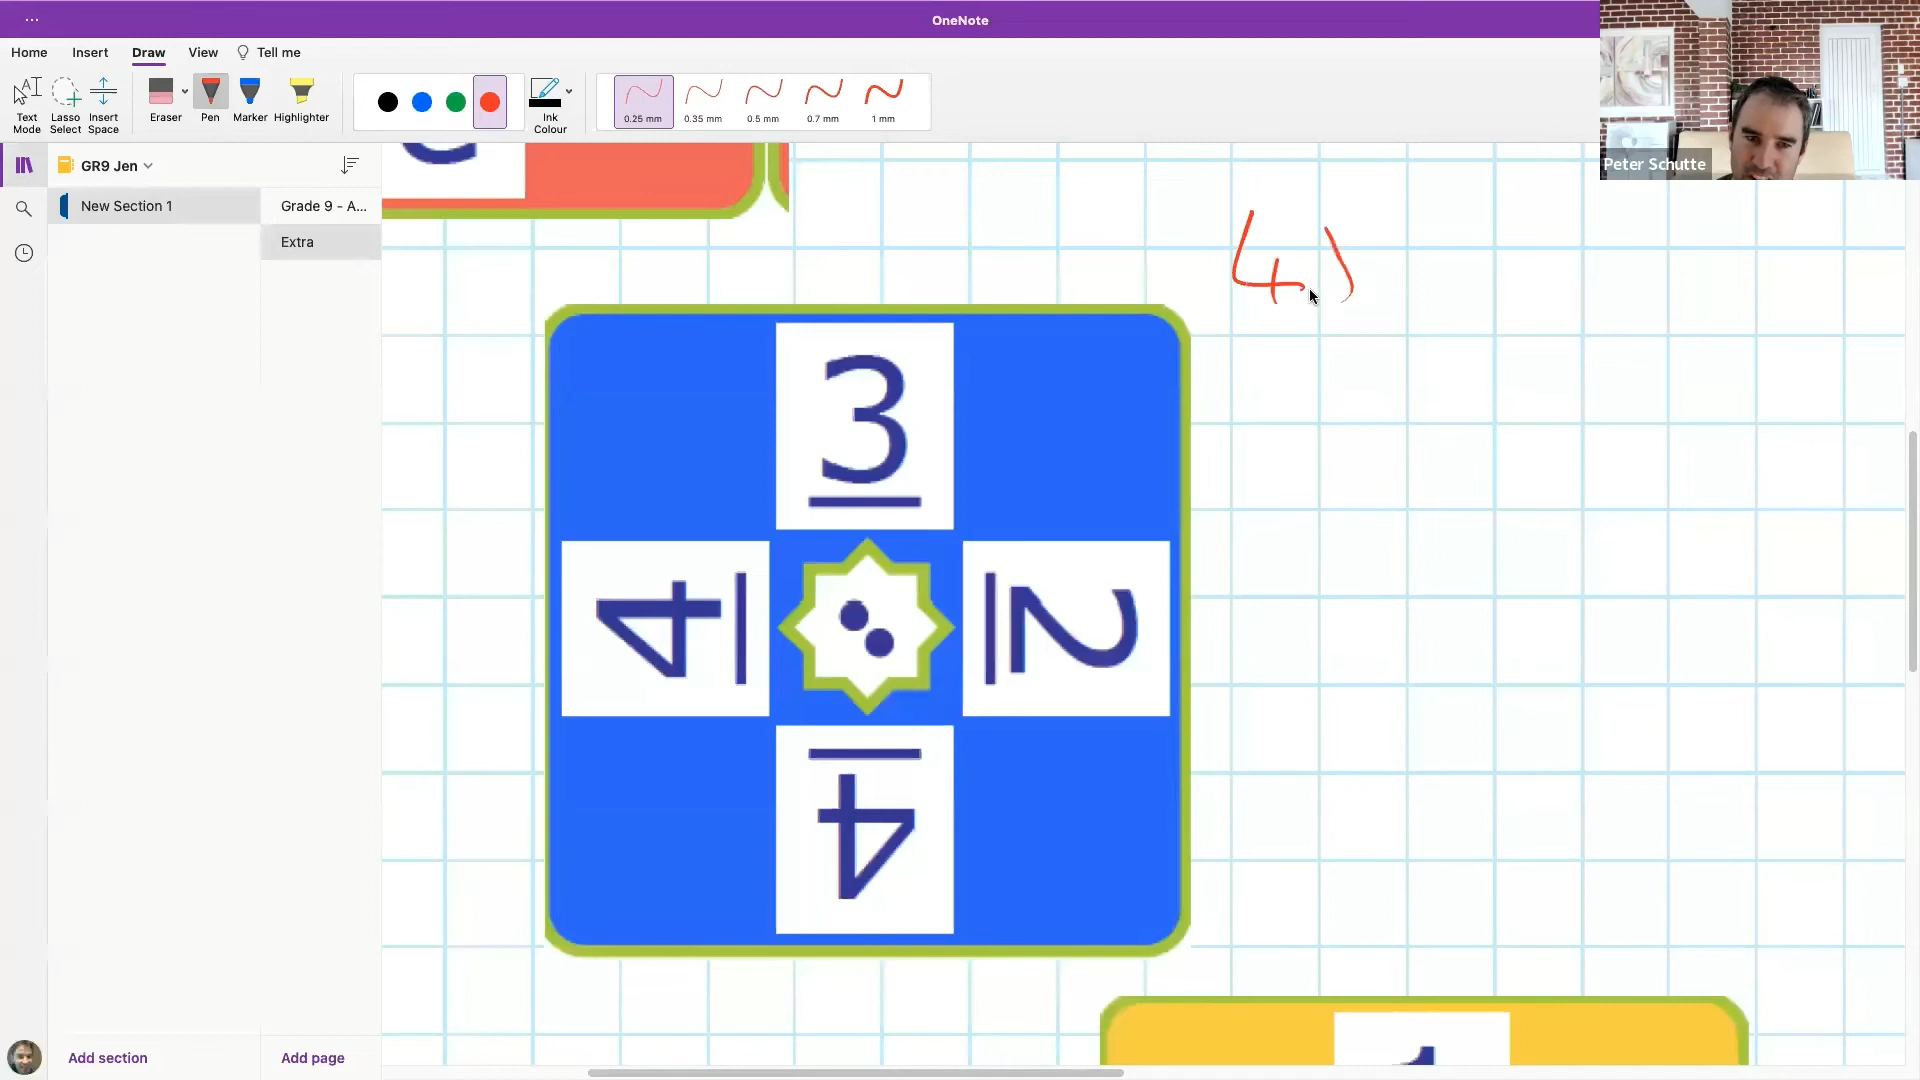 OneNote
Home Insert Draw View Tell me
Text Mode
Lasso Select
Insert Space
Eraser
Pen
Marker
Highlighter
Ink Colour
0.25 mm
0.35 mm
0.5 mm
0.7 mm
1 mm
Peter Schutte
GR9 Jen
New Section 1
Grade 9 - A...
Extra
4
3
4
2
4
1
Add section
Add page